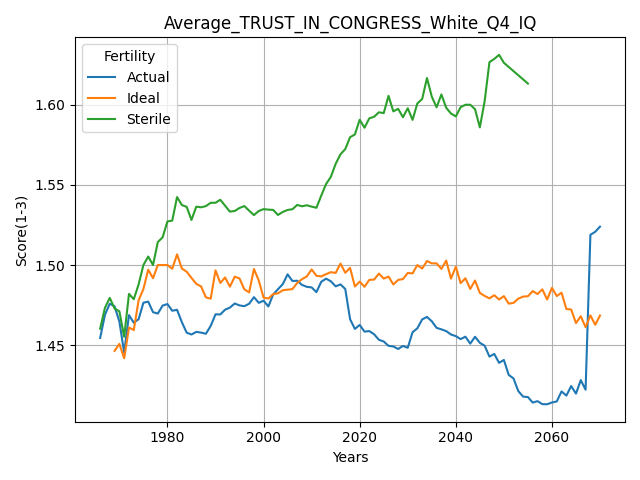 Average_TRUST_IN_CONGRESS_White_Q4_IQ
Fertility
Actual
Ideal
Sterile
Score(1-3)
1.60
1.55
1.50
1.45
1980 2000 2020 2040 2060
Years